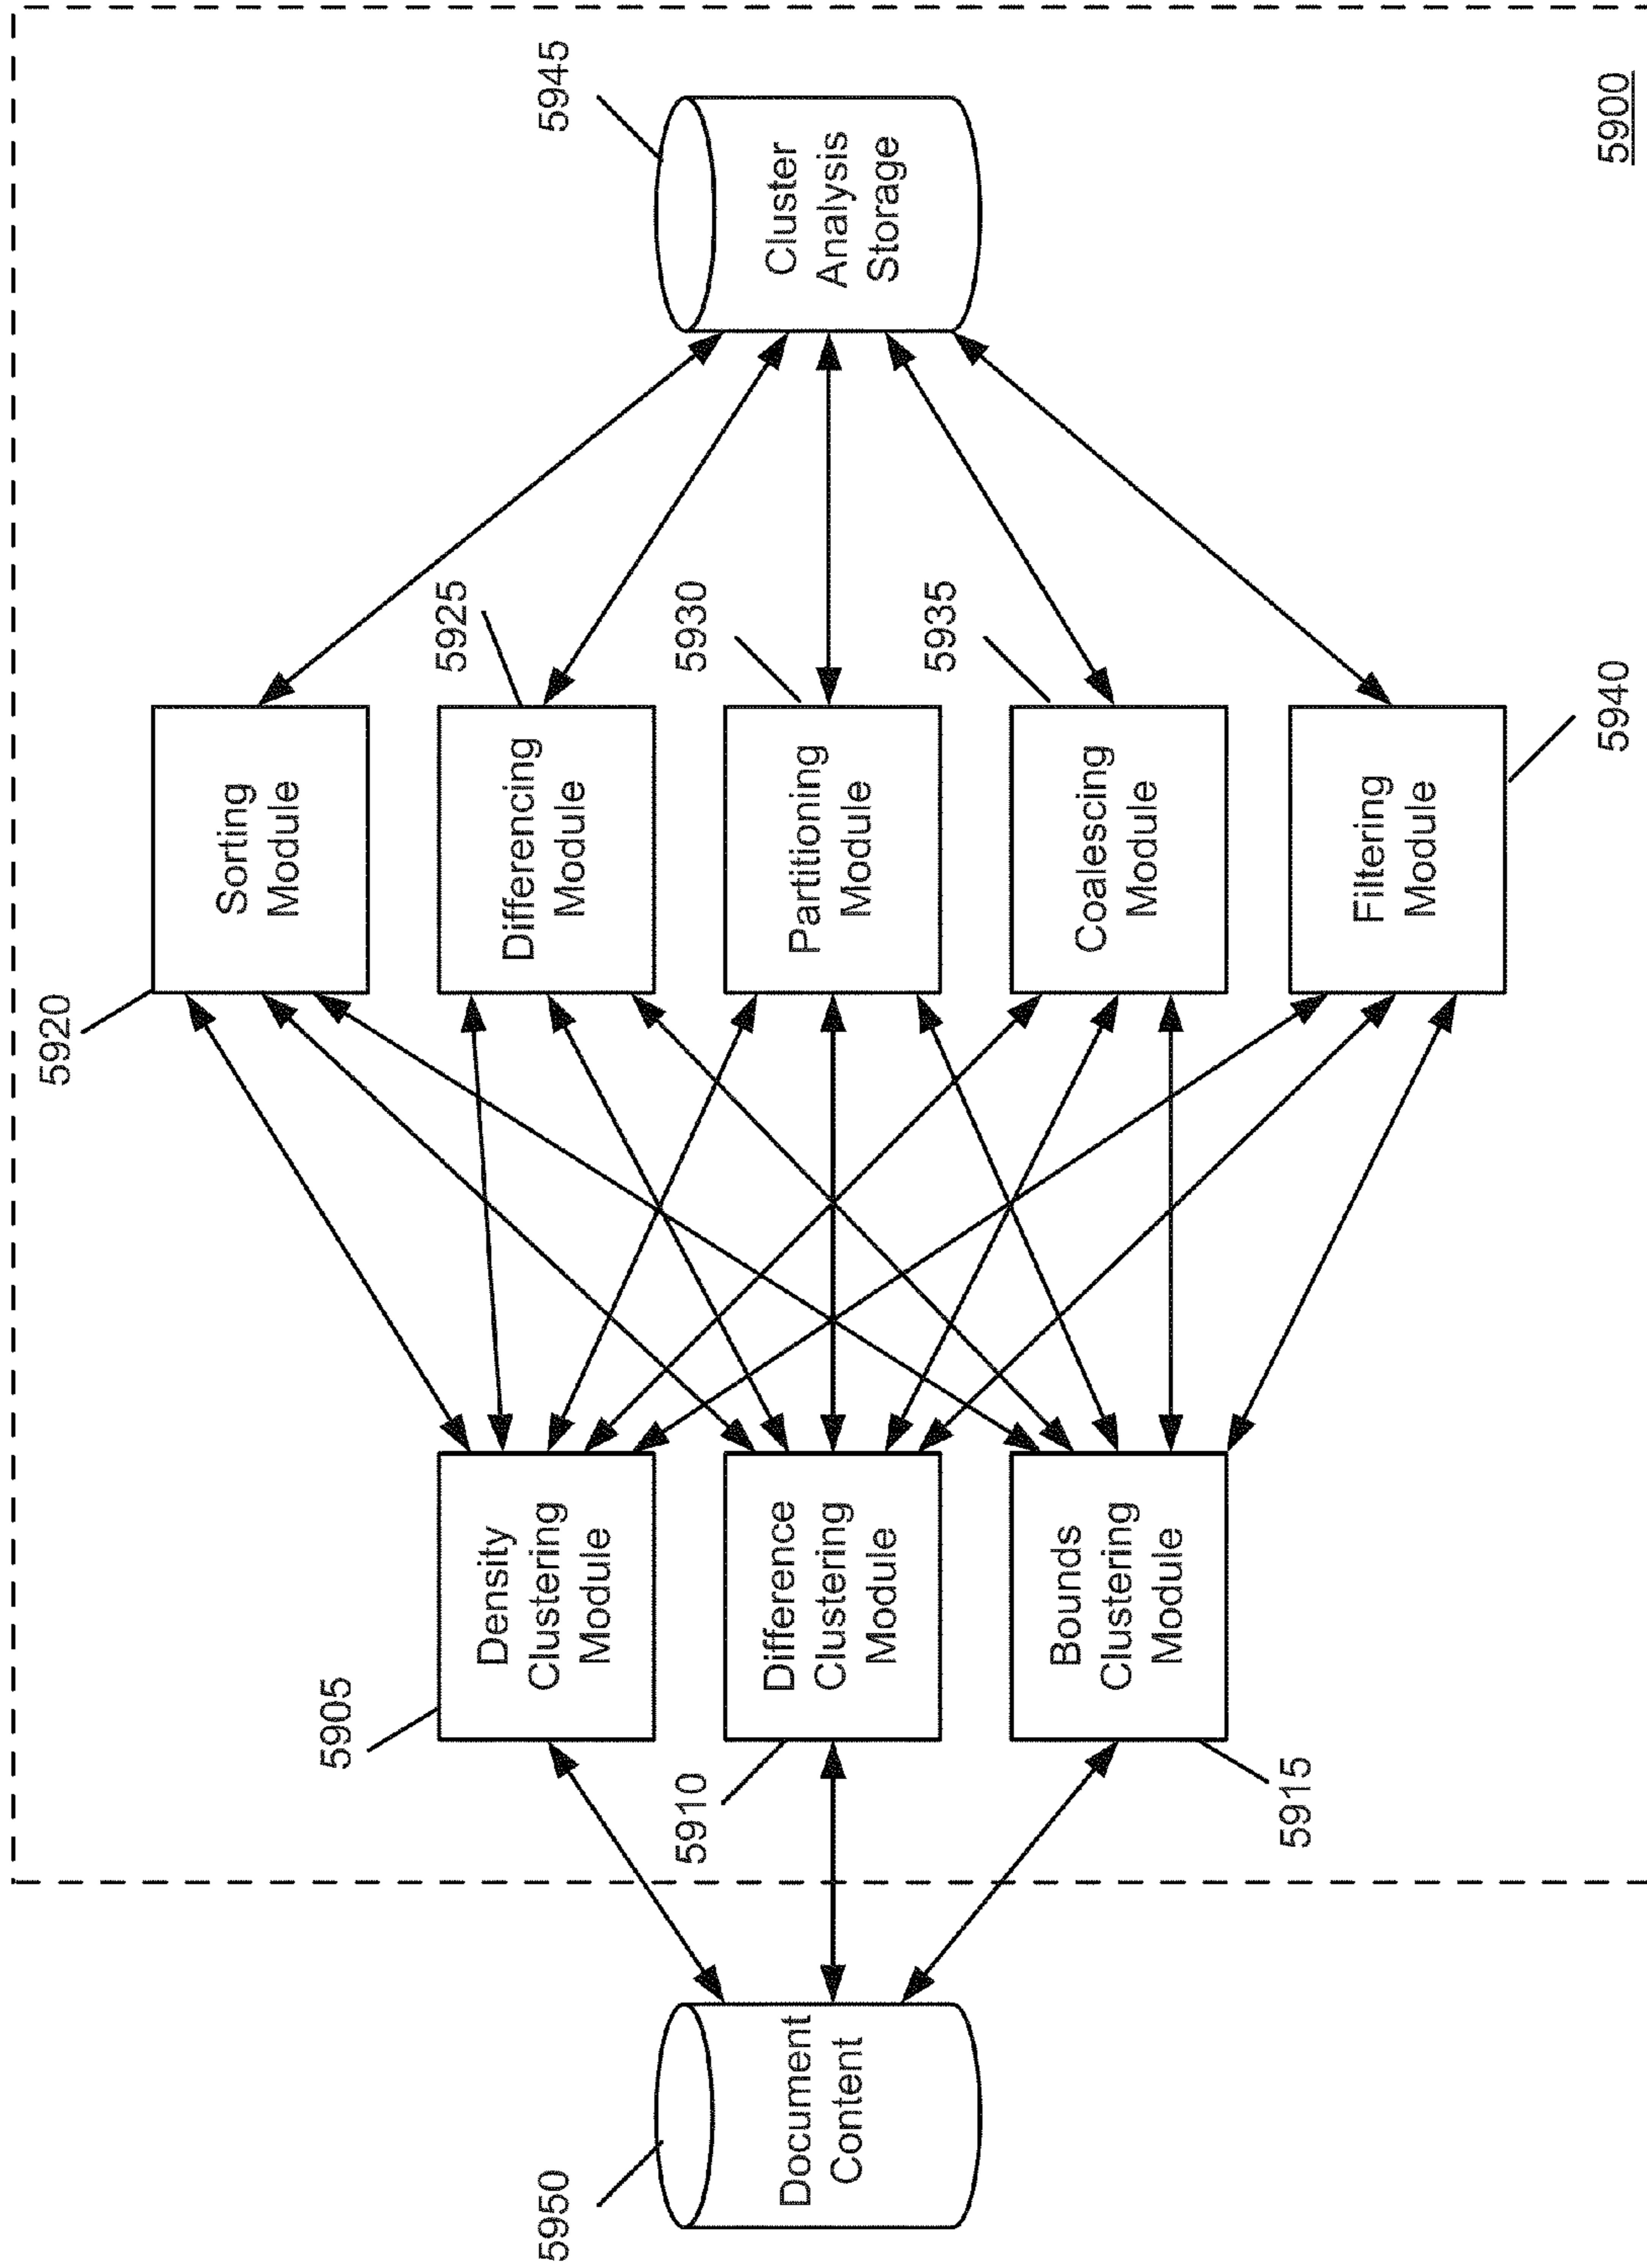 5950
Document
Content
5905
Density
Clustering
Module
5910
Difference
Clustering
Module
5915
Bounds
Clustering
Module
5920
Sorting
Module
5925
Differencing
Module
5930
Partitioning
Module
5935
Coalescing
Module
5940
Filtering
Module
5945
Cluster
Analysis
Storage
5900